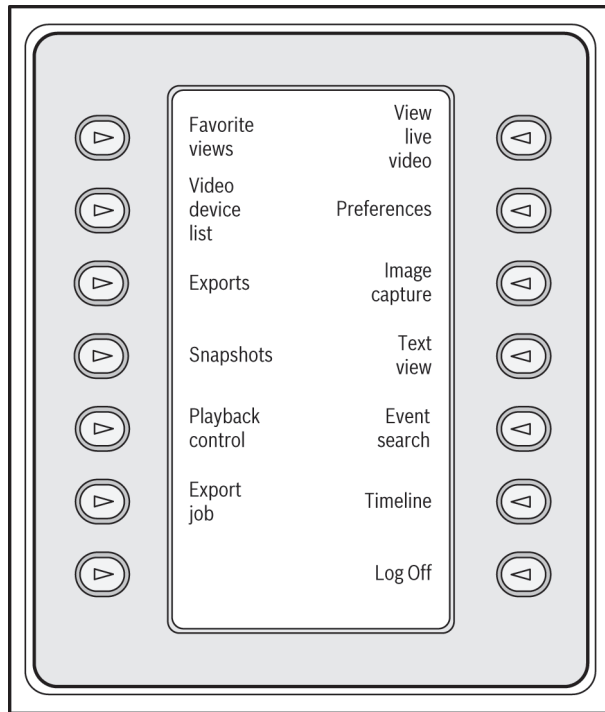 Favorite
views
Video
device
list
Exports
Snapshots
Playback
control
Export
job
View
live
video
Preferences
Image
capture
Text
view
Event
search
Timeline
Log Off